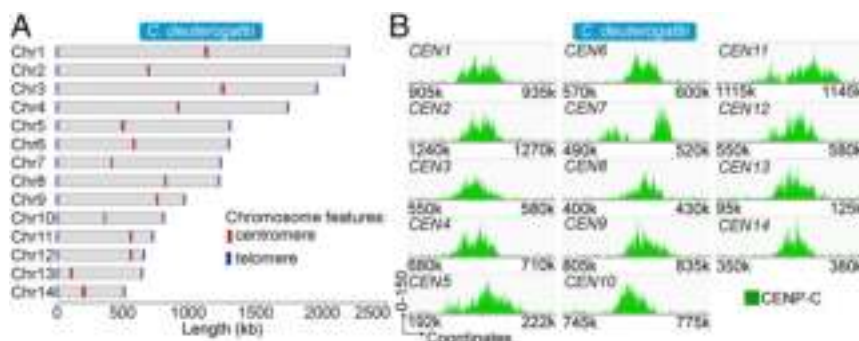 A
C. deuterogattii
Chr1
Chr2
Chr3
Chr4
Chr5
Chr6
Chr7
Chr8
Chr9
Chr10
Chr11
Chr12
Chr13
Chr14
Chromosome features
centromere
telomere
0 500 1000 1500 2000 2500
Length (kb)
B
C. deuterogattii
CEN1 CEN6 CEN11
905k 935k 570k 600k 1115k 1145k
CEN2 CEN7 CEN12
1240k 1270k 490k 520k 550k 580k
CEN3 CEN8 CEN13
550k 580k 400k 430k 95k 125k
CEN4 CEN9 CEN14
680k 710k 805k 835k 350k 380k
CEN5 CEN10
192k 222k 745k 775k
0-150
Coordinates
CENP-C